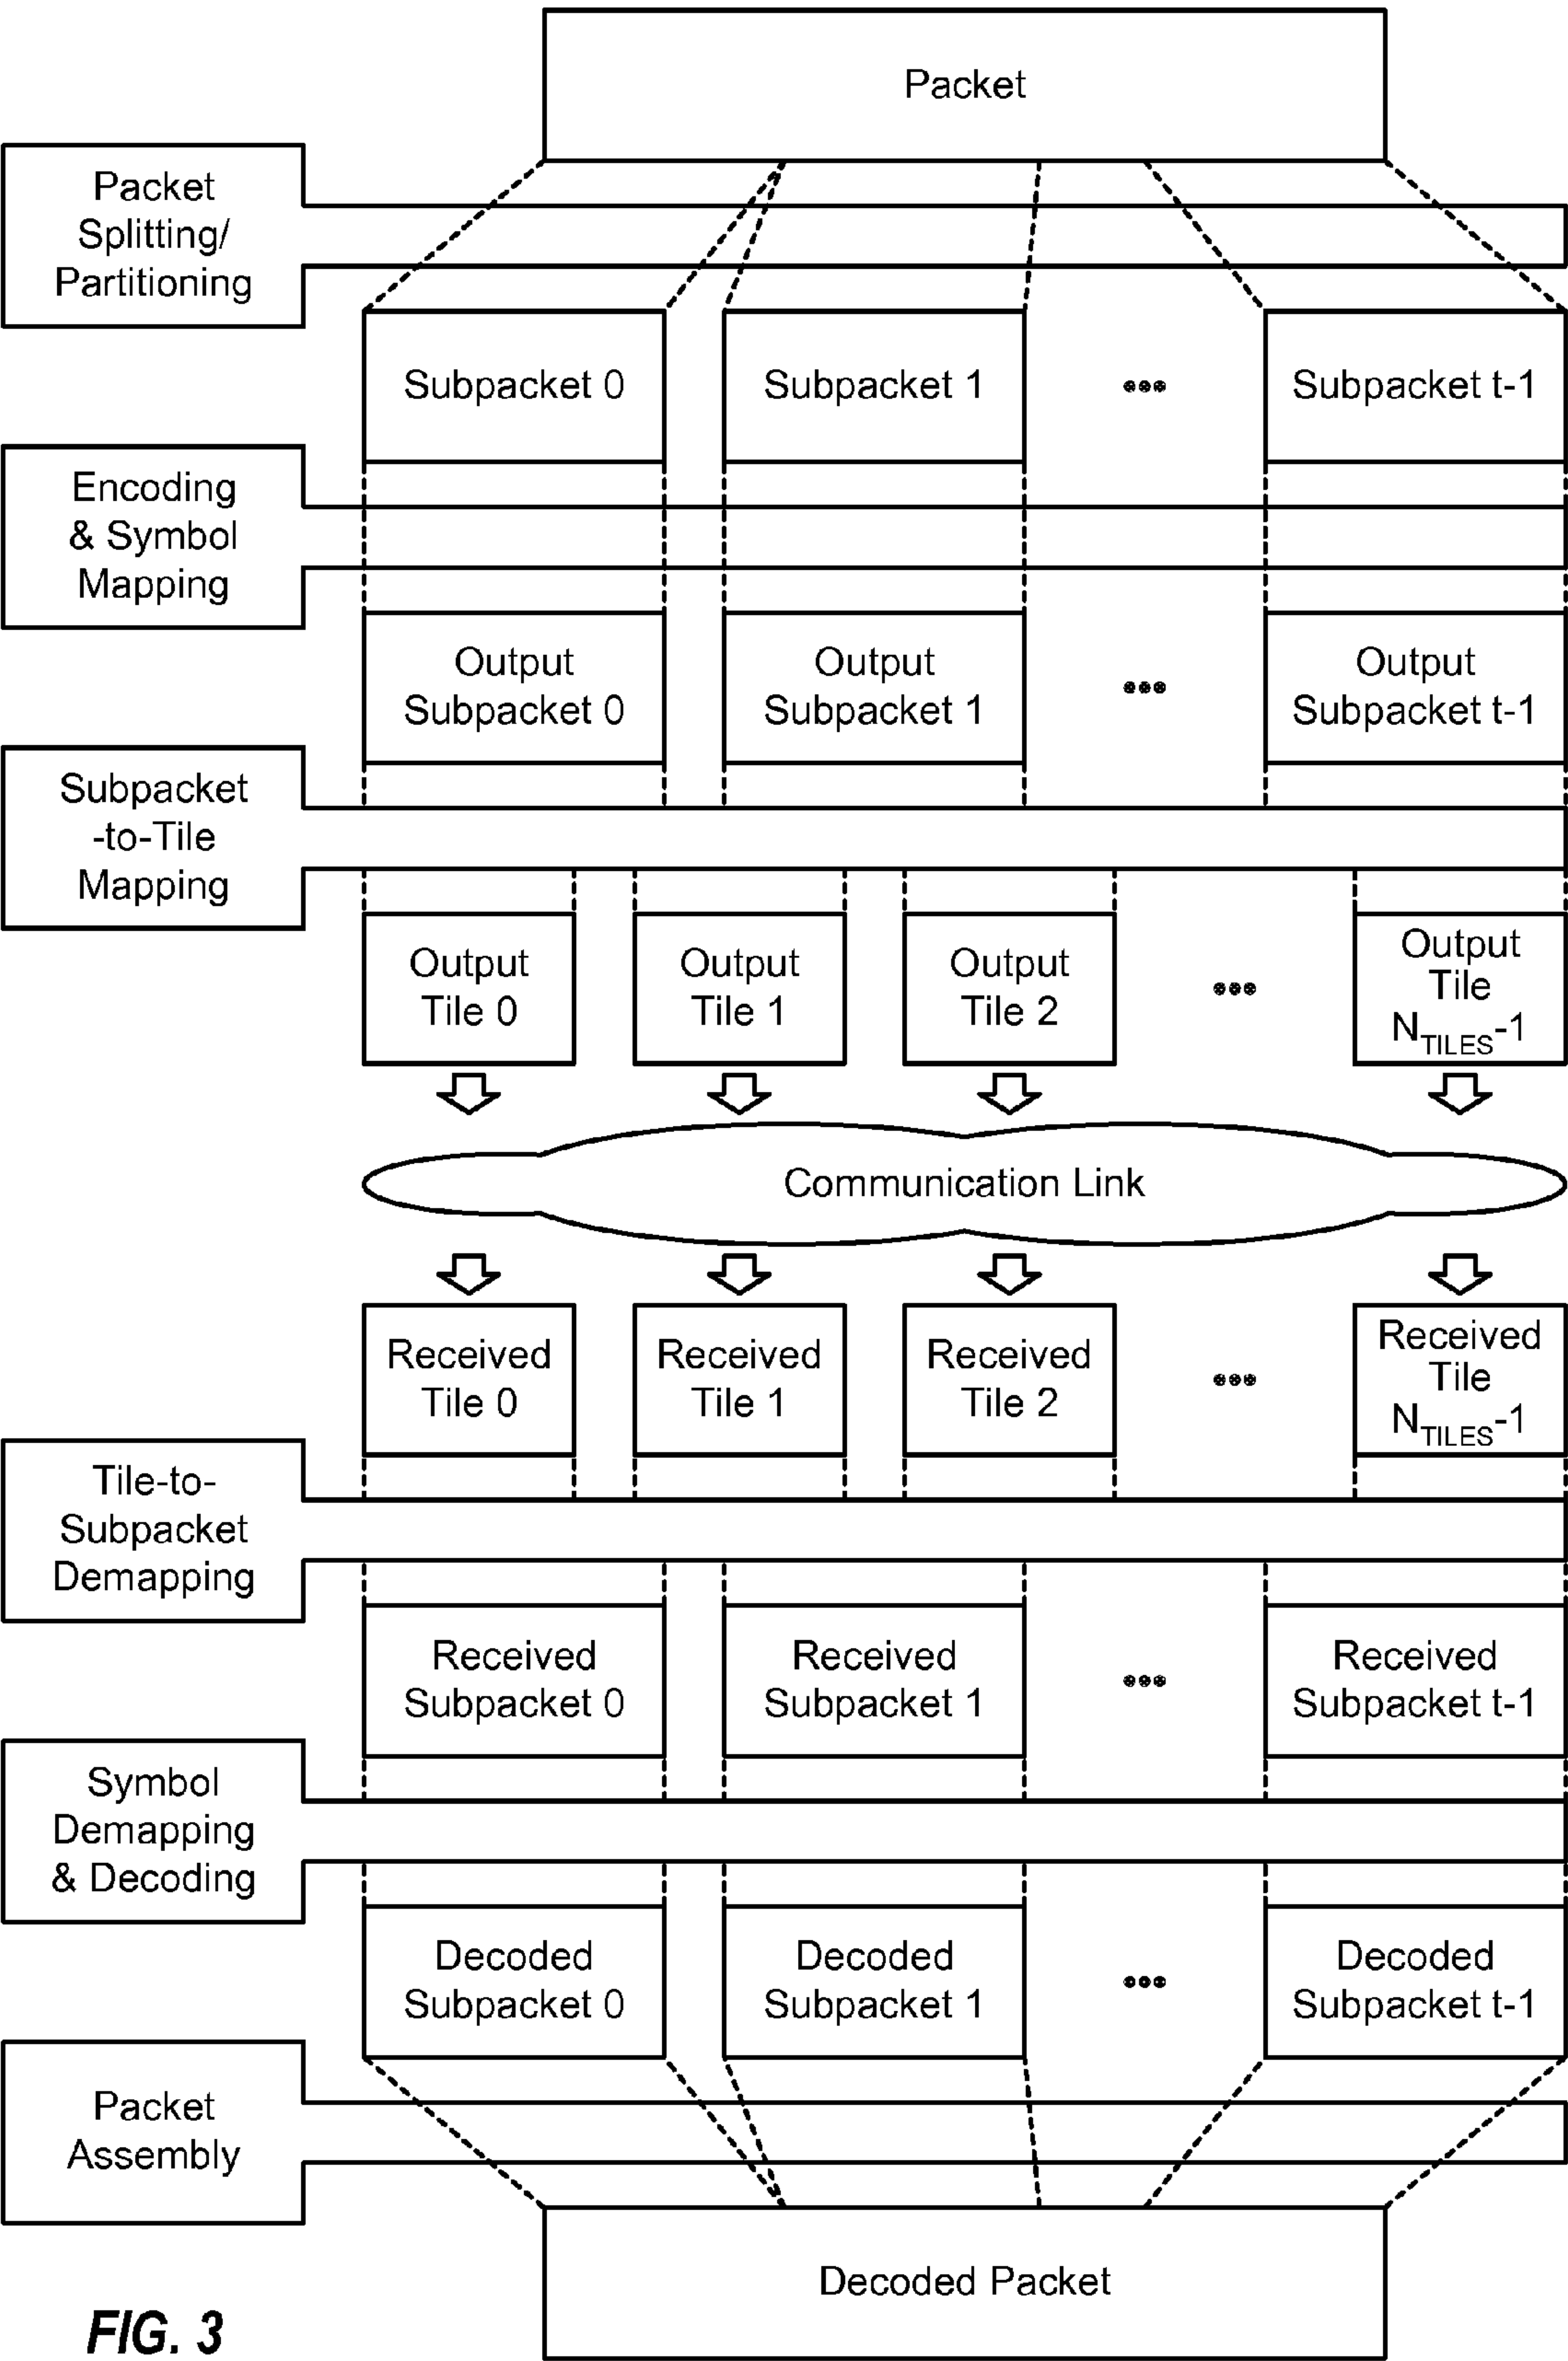 Packet
Packet
Splitting/
Partitioning
Subpacket 0
Subpacket 1
Subpacket t-1
Encoding
& Symbol
Mapping
Output
Subpacket 0
Output
Subpacket 1
Output
Subpacket t-1
Subpacket
-to-Tile
Mapping
Output
Tile 0
Output
Tile 1
Output
Tile 2
Output
Tile
NTILES-1
Communication Link
Received
Tile 0
Received
Tile 1
Received
Tile 2
Received
Tile
NTILES-1
Tile-to-
Subpacket
Demapping
Received
Subpacket 0
Received
Subpacket 1
Received
Subpacket t-1
Symbol
Demapping
& Decoding
Decoded
Subpacket 0
Decoded
Subpacket 1
Decoded
Subpacket t-1
Packet
Assembly
Decoded Packet
FIG. 3